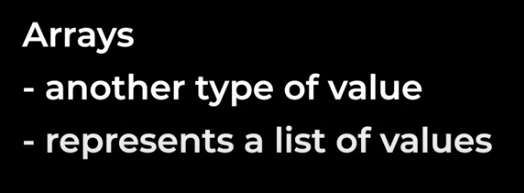 Arrays
- another type of value
- represents a list of values